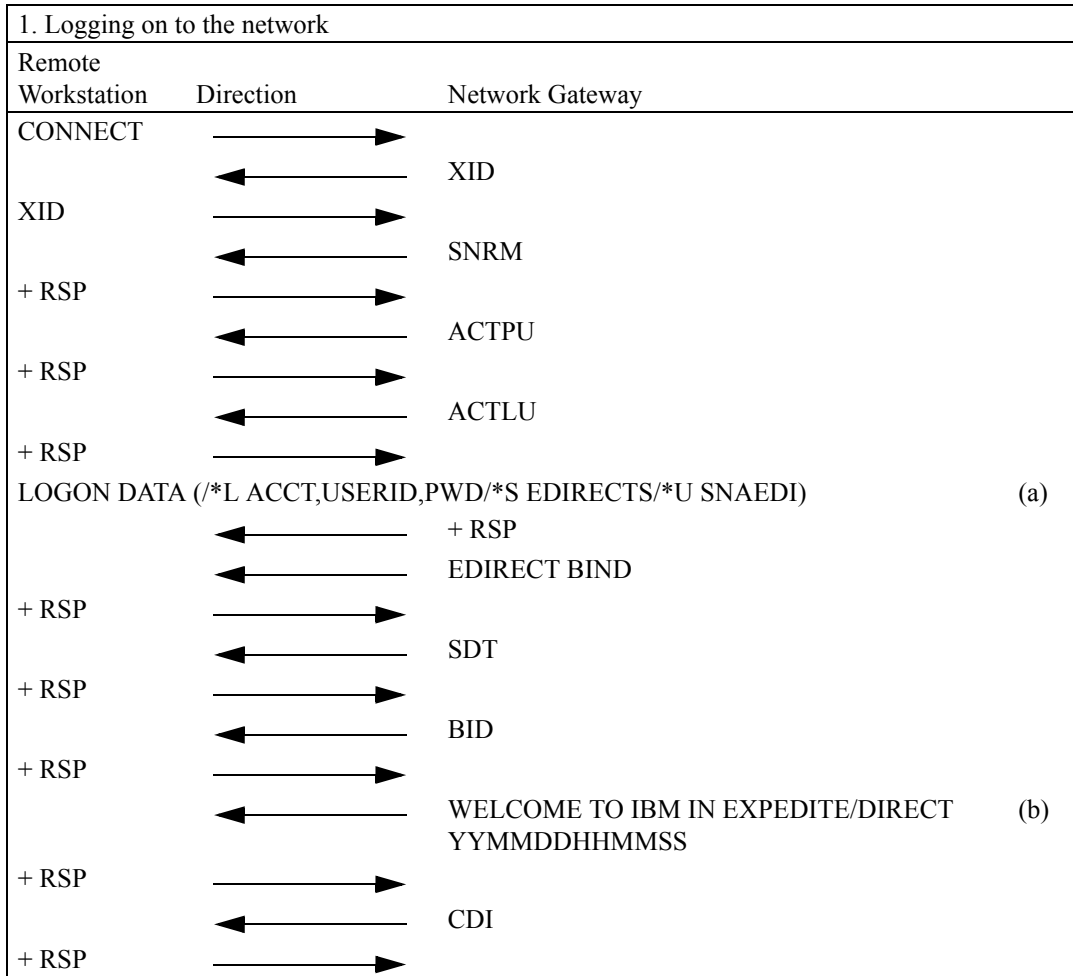 1. Logging on to the network
Remote
Workstation Direction Network Gateway
CONNECT
XID
XID
SNRM
+ RSP
ACTPU
+ RSP
ACTLU
+ RSP
LOGON DATA (/*L ACCT,USERID,PWD/*S EDIRECTS/*U SNAEDI) (a)
+ RSP
EDIRECT BIND
+ RSP
SDT
+ RSP
BID
+ RSP
WELCOME TO IBM IN EXPEDITE/DIRECT (b)
YYMMDDHHMMSS
+ RSP
CDI
+ RSP